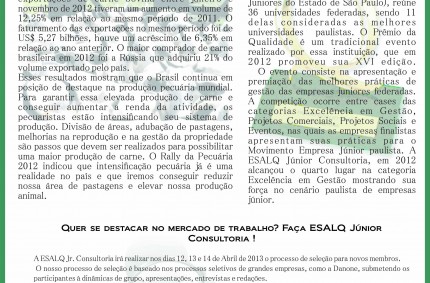 novembro de 2012 tiveram um aumento em volume de
12,25% em relação ao mesmo período de 2011. O
faturamento das exportações no mesmo período foi de
US$ 5,27 bilhões, houve um acréscimo de 6,35% em
relação ao ano anterior. O maior comprador de carne
brasileira em 2012 foi a Russia que adquiriu 21% do
volume exportado pelo país.
Esses resultados mostram que o Brasil continua em
posição de destaque na produção pecuária mundial.
Para garantir essa elevada produção de carne e
conseguir aumentar a renda da atividade, os
pecuaristas estão intensificando seu sistema de
produção. Divisão de áreas, adubação de pastagens,
melhorias na reprodução e na gestão da propriedade
são passos que devem ser realizados para possibilitar
uma maior produção de carne. O Rally da Pecuária
2012 indicou que intensificação pecuária já é uma
realidade no país e que iremos conseguir reduzir
nossa área de pastagens e elevar nossa produção
animal.
Juniores do Estado de São Paulo), reúne
36 universidades federadas, sendo 11
delas consideradas as melhores
universidades paulistas. O Prêmio da
Qualidade é um tradicional evento
realizado por essa instituição, que em
2012 promove sua XVI edição.
O evento consiste na apresentação e
premiação das melhores práticas de
gestão das empresas juniores federadas.
A competição ocorre entre cases das
categorias Excelência em Gestão,
Projetos Comerciais, Projetos Sociais e
Eventos, nas quais as empresas finalistas
apresentam suas práticas para o
Movimento Empresa Júnior paulista. A
ESALQ Júnior Consultoria, em 2012
alcançou o quarto lugar na categoria
Excelência em Gestão mostrando sua
força no cenário paulista de empresas
júnior.
Quer se destacar no mercado de trabalho? Faça ESALQ Júnior
Consultoria !
A ESALQ Jr. Consultoria irá realizar nos dias 12, 13 e 14 de Abril de 2013 o processo de seleção para novos membros.
O nosso processo de seleção é baseado nos processos seletivos de grandes empresas, como a Danone, submetendo os
participantes à dinâmicas de grupo, apresentações, entrevistas e redações.